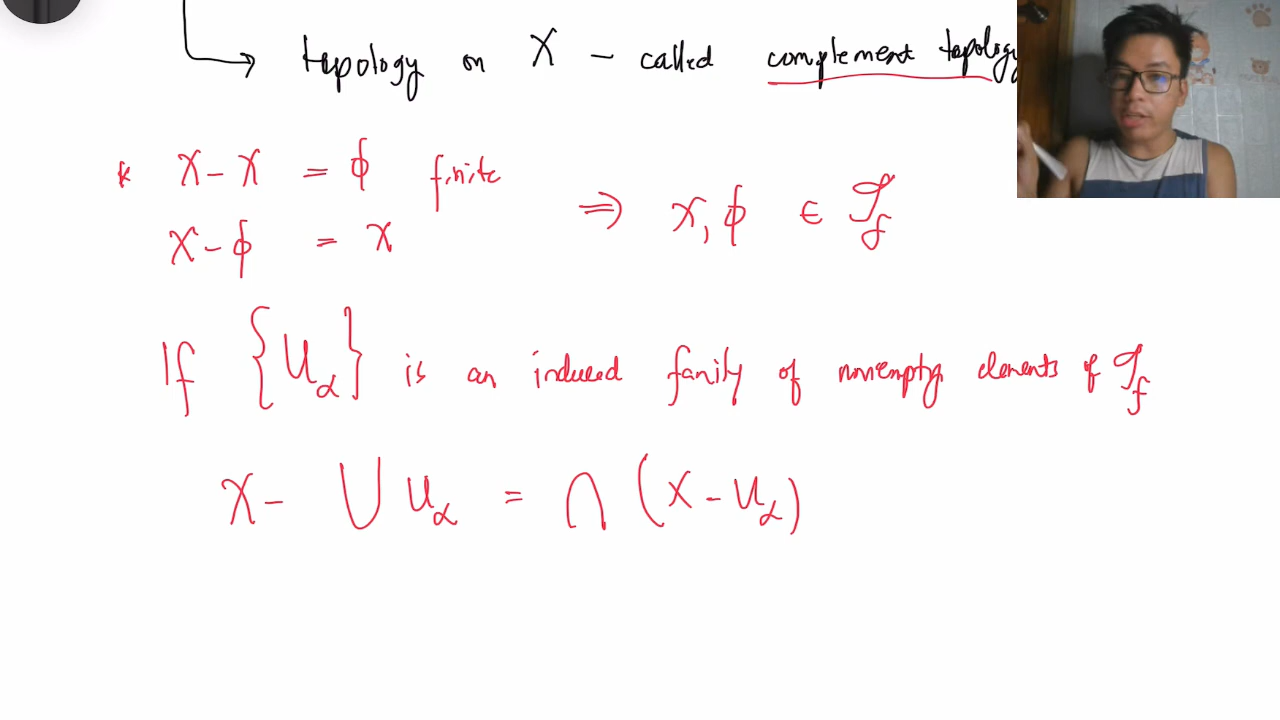 topology on X – called complement topology
* X - X = ϕ finite
X - ϕ = X
⇒ X, ϕ ∈ 𝒯f
If {Uα} is an induced family of nonempty elements of 𝒯f
X - ⋃ Uα = ⋂ (X - Uα)